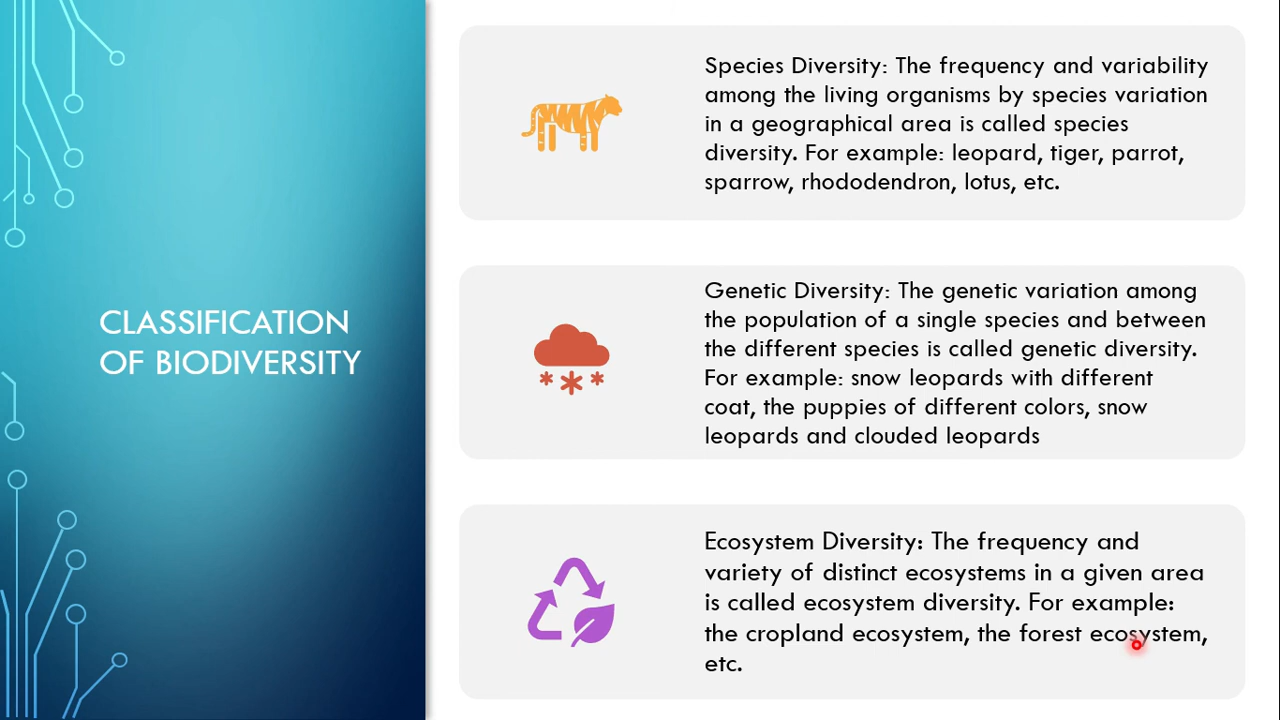 CLASSIFICATION
OF BIODIVERSITY
Species Diversity: The frequency and variability
among the living organisms by species variation
in a geographical area is called species
diversity. For example: leopard, tiger, parrot,
sparrow, rhododendron, lotus, etc.
Genetic Diversity: The genetic variation among
the population of a single species and between
the different species is called genetic diversity.
For example: snow leopards with different
coat, the puppies of different colors, snow
leopards and clouded leopards
Ecosystem Diversity: The frequency and
variety of distinct ecosystems in a given area
is called ecosystem diversity. For example:
the cropland ecosystem, the forest ecosystem,
etc.